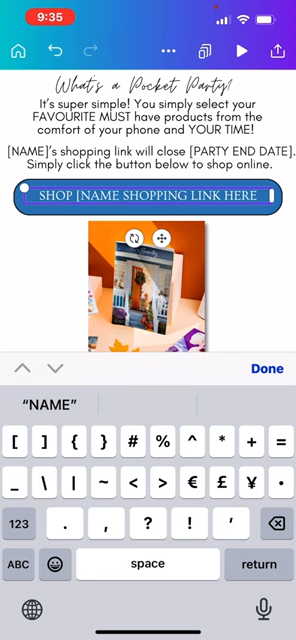 9:35
What's a Pocket Party?
It's super simple! You simply select your
FAVOURITE MUST have products from the
comfort of your phone and YOUR TIME!
[NAME]'s shopping link will close [PARTY END DATE].
Simply click the button below to shop online.
SHOP [NAME SHOPPING LINK HERE
Done
“NAME”
[ ] { } # % ^ * + =
_ \ | ~ < > € £ ¥ •
123 . , ? ! '
ABC space return